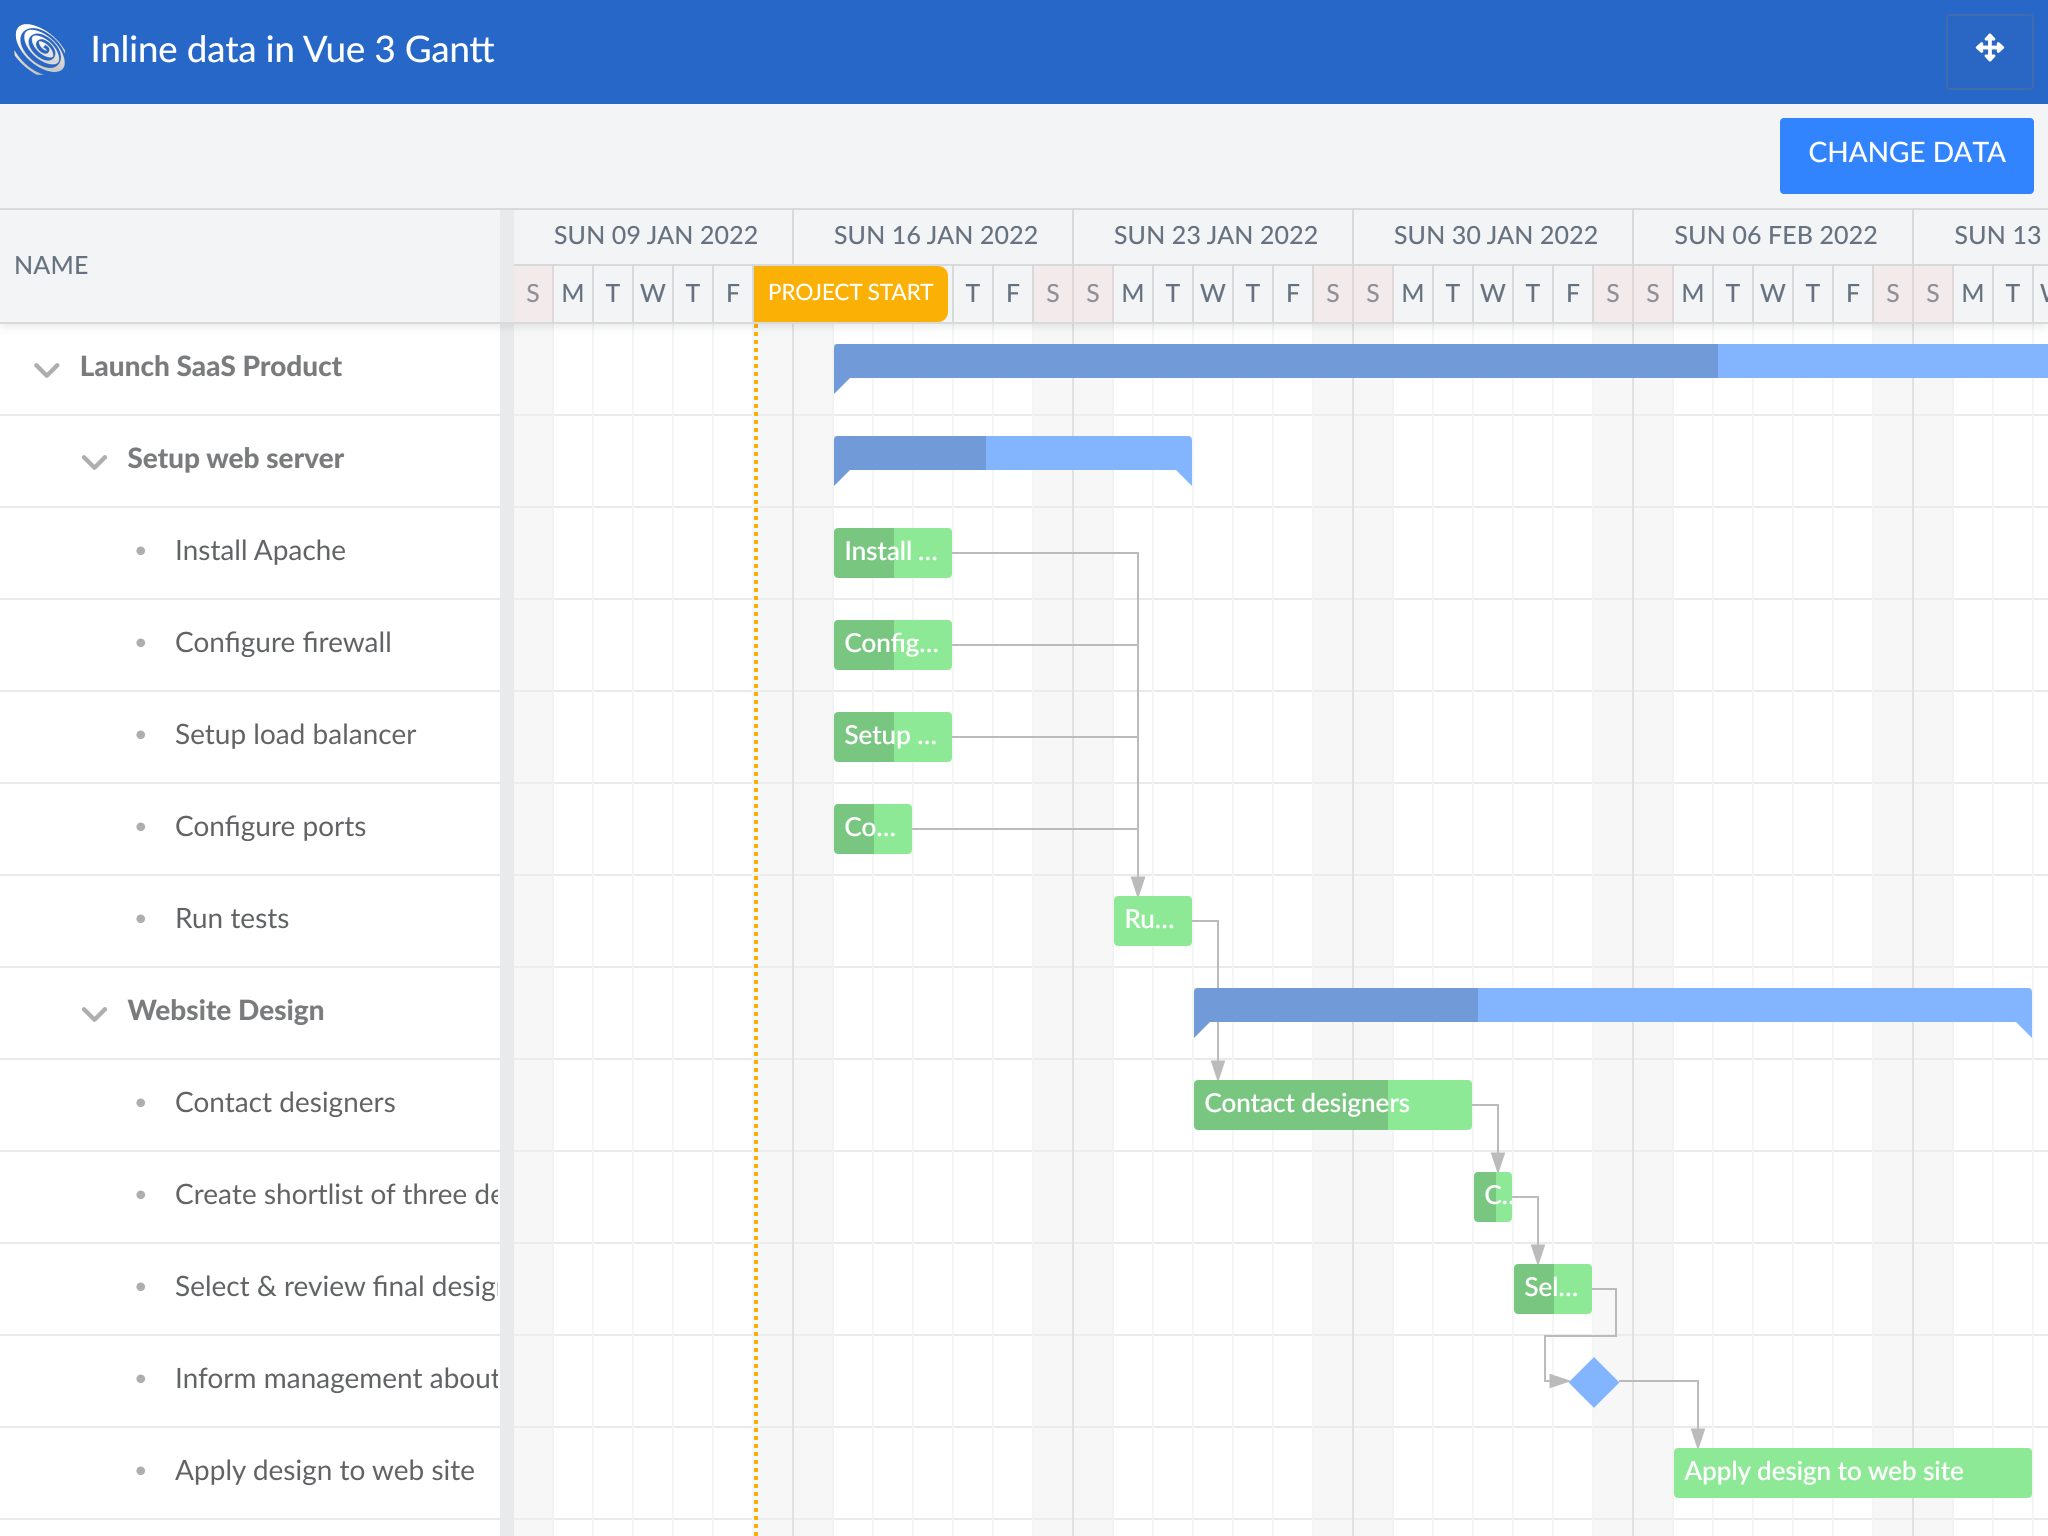 Inline data in Vue 3 Gantt
CHANGE DATA
NAME
SUN 09 JAN 2022 SUN 16 JAN 2022 SUN 23 JAN 2022 SUN 30 JAN 2022 SUN 06 FEB 2022 SUN 13
S M T W T F PROJECT START T F S S M T W T F S S M T W T F S S M T W T F S S M T
Launch SaaS Product
Setup web server
Install Apache Install ...
Configure firewall Config...
Setup load balancer Setup ...
Configure ports Co...
Run tests Ru...
Website Design
Contact designers Contact designers
Create shortlist of three de C..
Select & review final desig Sel...
Inform management about
Apply design to web site Apply design to web site